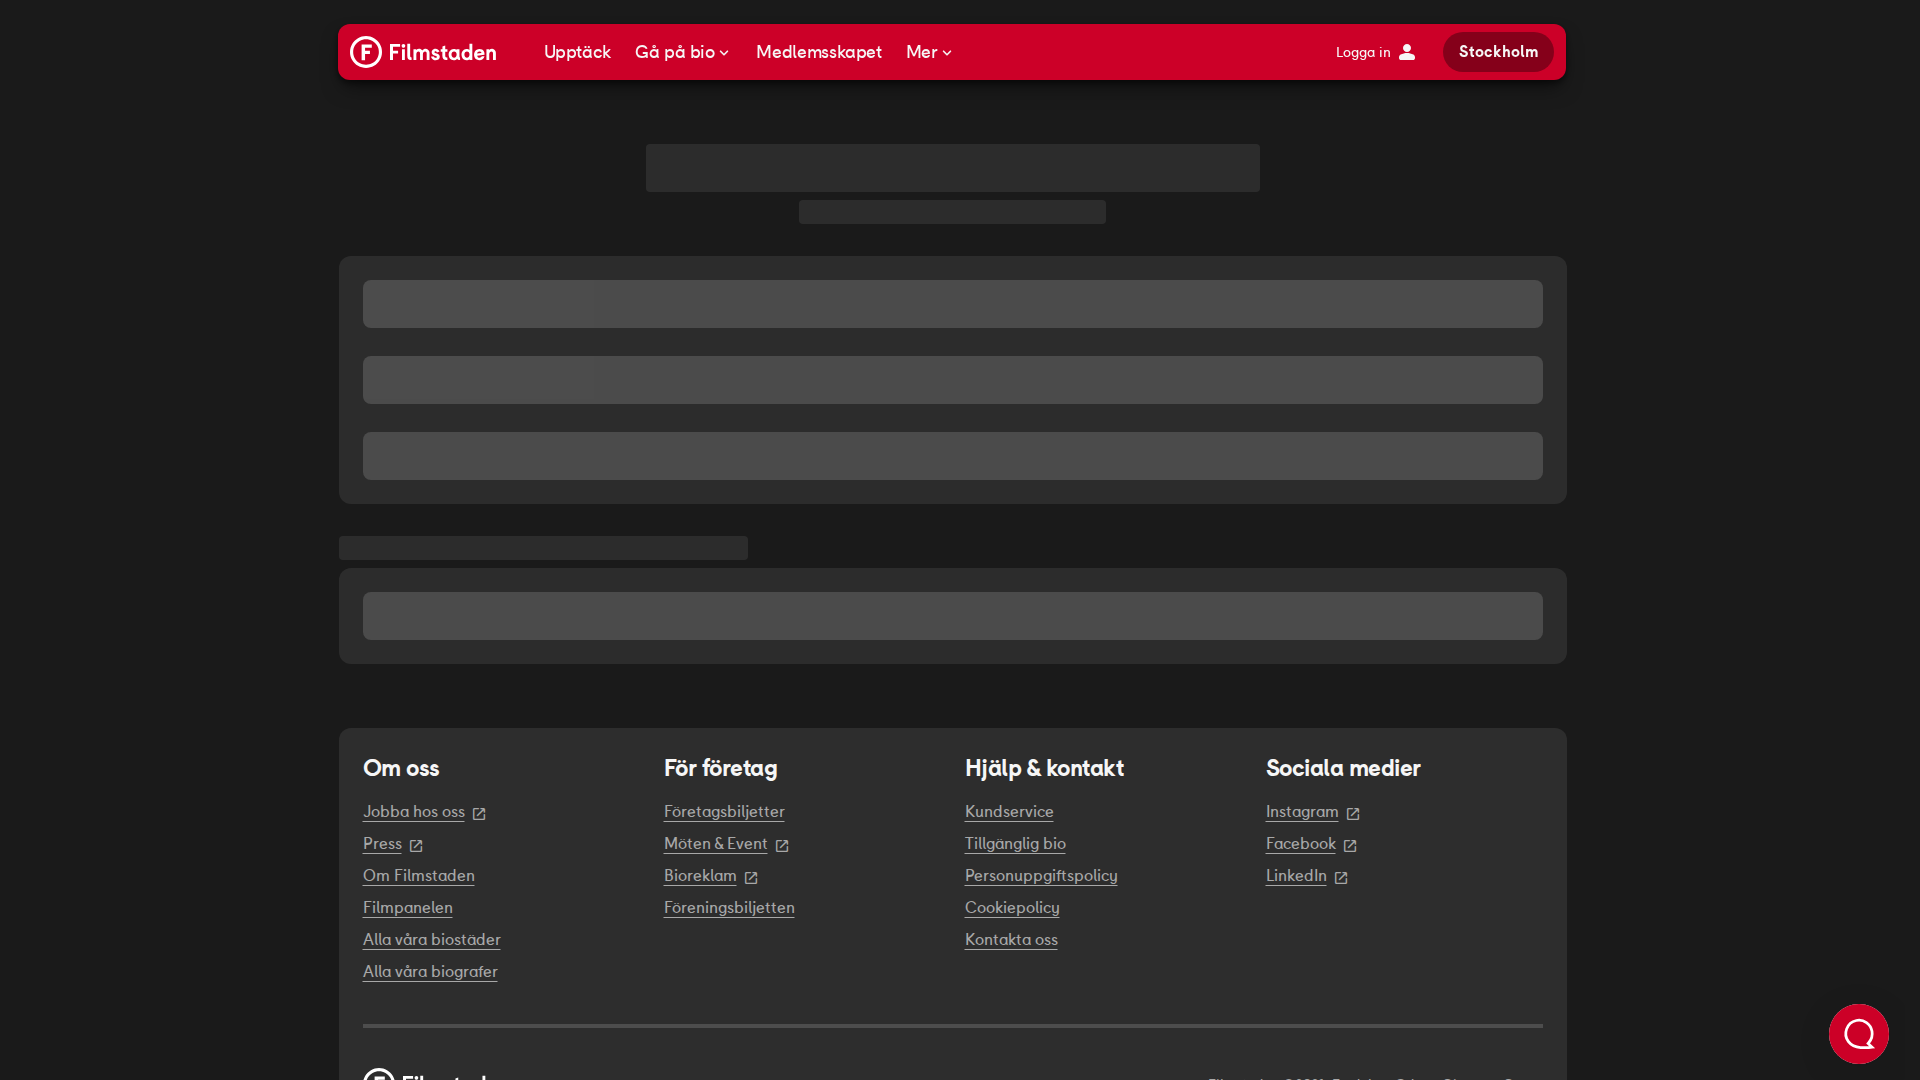 Filmstaden
Upptäck
Gå på bio
Medlemsskapet
Mer
Logga in
Stockholm
Om oss
Jobba hos oss
Press
Om Filmstaden
Filmpanelen
Alla våra biostäder
Alla våra biografer
För företag
Företagsbiljetter
Möten & Event
Bioreklam
Föreningsbiljetten
Hjälp & kontakt
Kundservice
Tillgänglig bio
Personuppgiftspolicy
Cookiepolicy
Kontakta oss
Sociala medier
Instagram
Facebook
LinkedIn